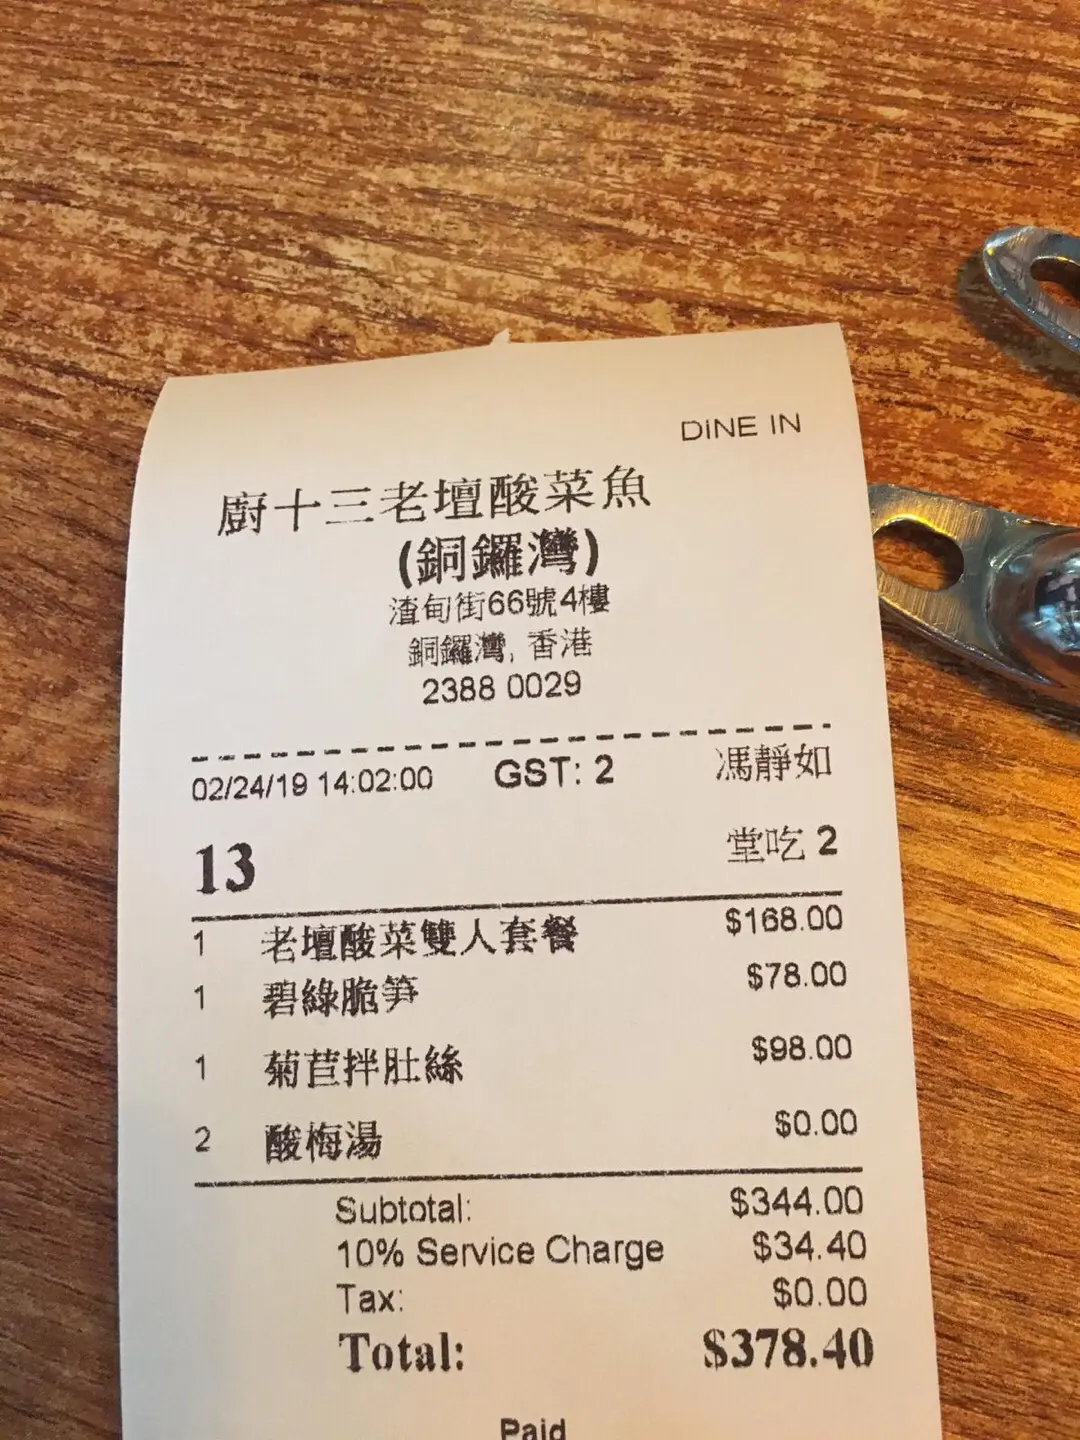 DINE IN
廚十三老壇酸菜魚
(銅鑼灣)
渣甸街66號4樓
銅鑼灣, 香港
2388 0029
02/24/19 14:02:00 GST: 2 馮靜如
13 堂吃 2
1 老壇酸菜雙人套餐 $168.00
1 碧綠脆筍 $78.00
1 菊苣拌肚絲 $98.00
2 酸梅湯 $0.00
Subtotal: $344.00
10% Service Charge $34.40
Tax: $0.00
Total: $378.40
Paid